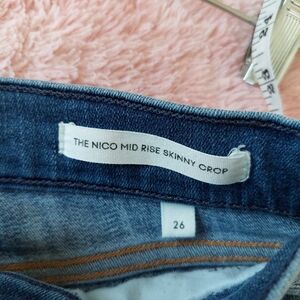 THE NICO MID RISE SKINNY CROP
26